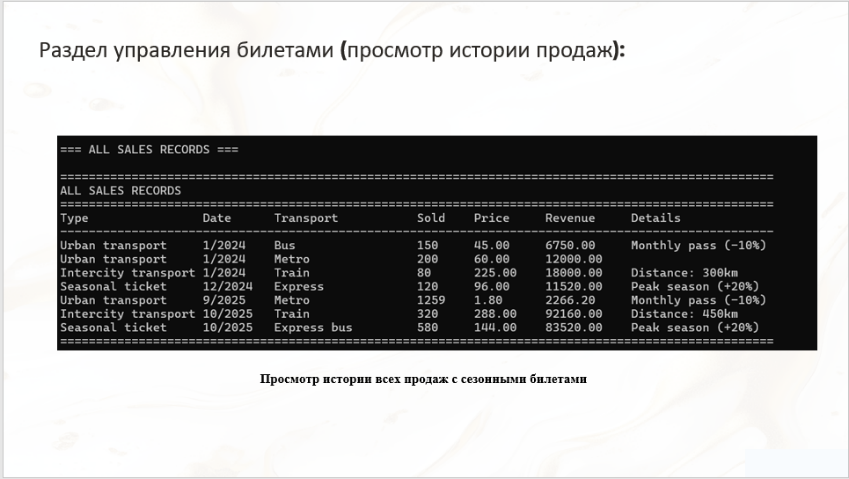 Раздел управления билетами (просмотр истории продаж):
=== ALL SALES RECORDS ===
====================================================================================================
ALL SALES RECORDS
====================================================================================================
Type Date Transport Sold Price Revenue Details
----------------------------------------------------------------------------------------------------
Urban transport 1/2024 Bus 150 45.00 6750.00 Monthly pass (-10%)
Urban transport 1/2024 Metro 200 60.00 12000.00
Intercity transport 1/2024 Train 80 225.00 18000.00 Distance: 300km
Seasonal ticket 12/2024 Express 120 96.00 11520.00 Peak season (+20%)
Urban transport 9/2025 Metro 1259 1.80 2266.20 Monthly pass (-10%)
Intercity transport 10/2025 Train 320 288.00 92160.00 Distance: 450km
Seasonal ticket 10/2025 Express bus 580 144.00 83520.00 Peak season (+20%)
====================================================================================================
Просмотр истории всех продаж с сезонными билетами